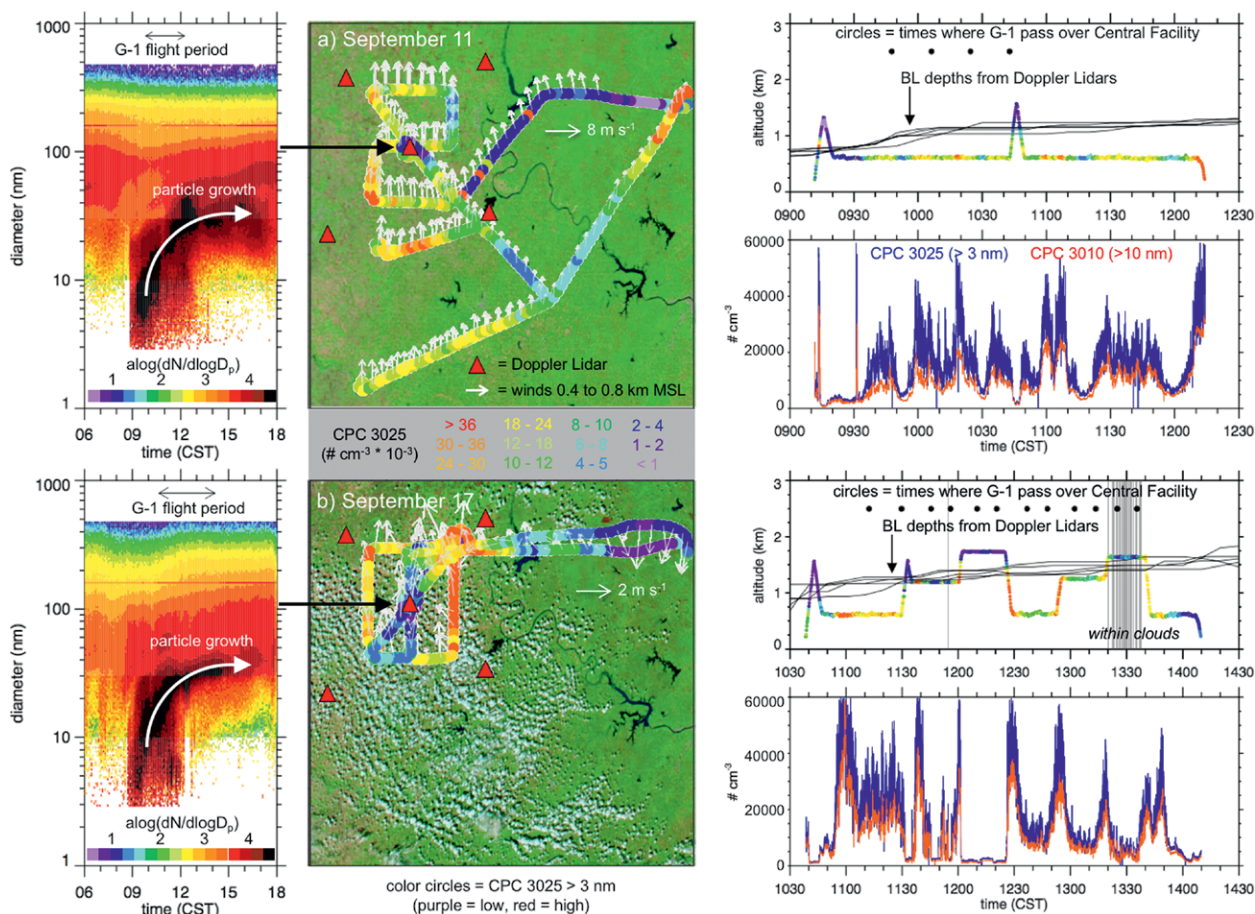 1000
G-1 flight period
100
particle growth
diameter (nm)
10
alog(dN/dlogDp)
1 2 3 4
1
06 09 12 15 18
time (CST)
a) September 11
8 m s-1
= Doppler Lidar
= winds 0.4 to 0.8 km MSL
3
circles = times where G-1 pass over Central Facility
2
BL depths from Doppler Lidars
altitude (km)
1
0
0900 0930 1000 1030 1100 1130 1200 1230
60000
CPC 3025 (> 3 nm) CPC 3010 (>10 nm)
40000
# cm-3
20000
0
0900 0930 1000 1030 1100 1130 1200 1230
time (CST)
CPC 3025
(# cm-3 * 10-3)
> 36 18 - 24 8 - 10 2 - 4
30 - 36 12 - 18 6 - 8 1 - 2
24 - 30 10 - 12 4 - 5 < 1
1000
G-1 flight period
100
particle growth
diameter (nm)
10
alog(dN/dlogDp)
1 2 3 4
1
06 09 12 15 18
time (CST)
b) September 17
2 m s-1
color circles = CPC 3025 > 3 nm
(purple = low, red = high)
3
circles = times where G-1 pass over Central Facility
2
BL depths from Doppler Lidars
altitude (km)
1
within clouds
0
1030 1100 1130 1200 1230 1300 1330 1400 1430
60000
40000
# cm-3
20000
0
1030 1100 1130 1200 1230 1300 1330 1400 1430
time (CST)